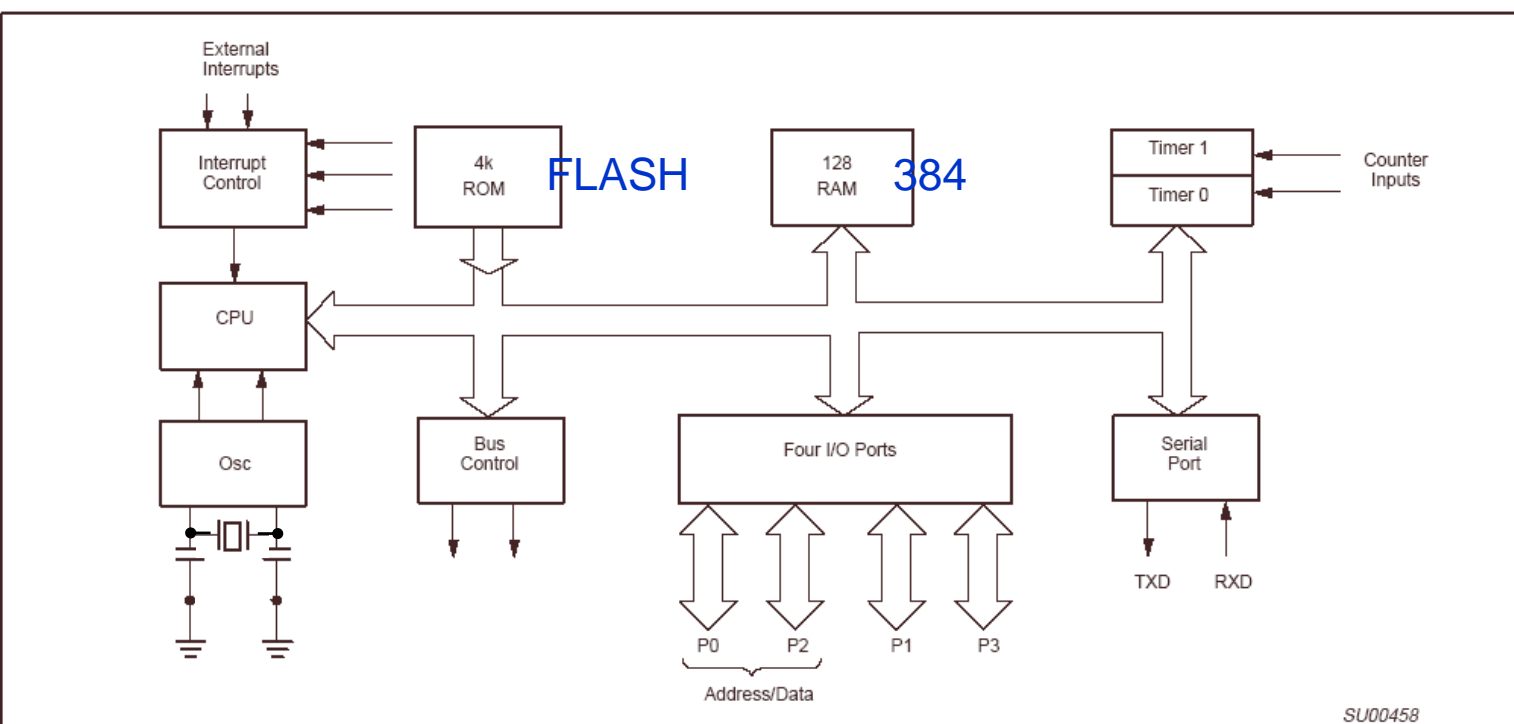 External
Interrupts
Interrupt
Control
4k
ROM
FLASH
128
RAM
384
Timer 1
Timer 0
Counter
Inputs
CPU
Osc
Bus
Control
Four I/O Ports
Serial
Port
TXD
RXD
P0
P2
P1
P3
Address/Data
SU00458